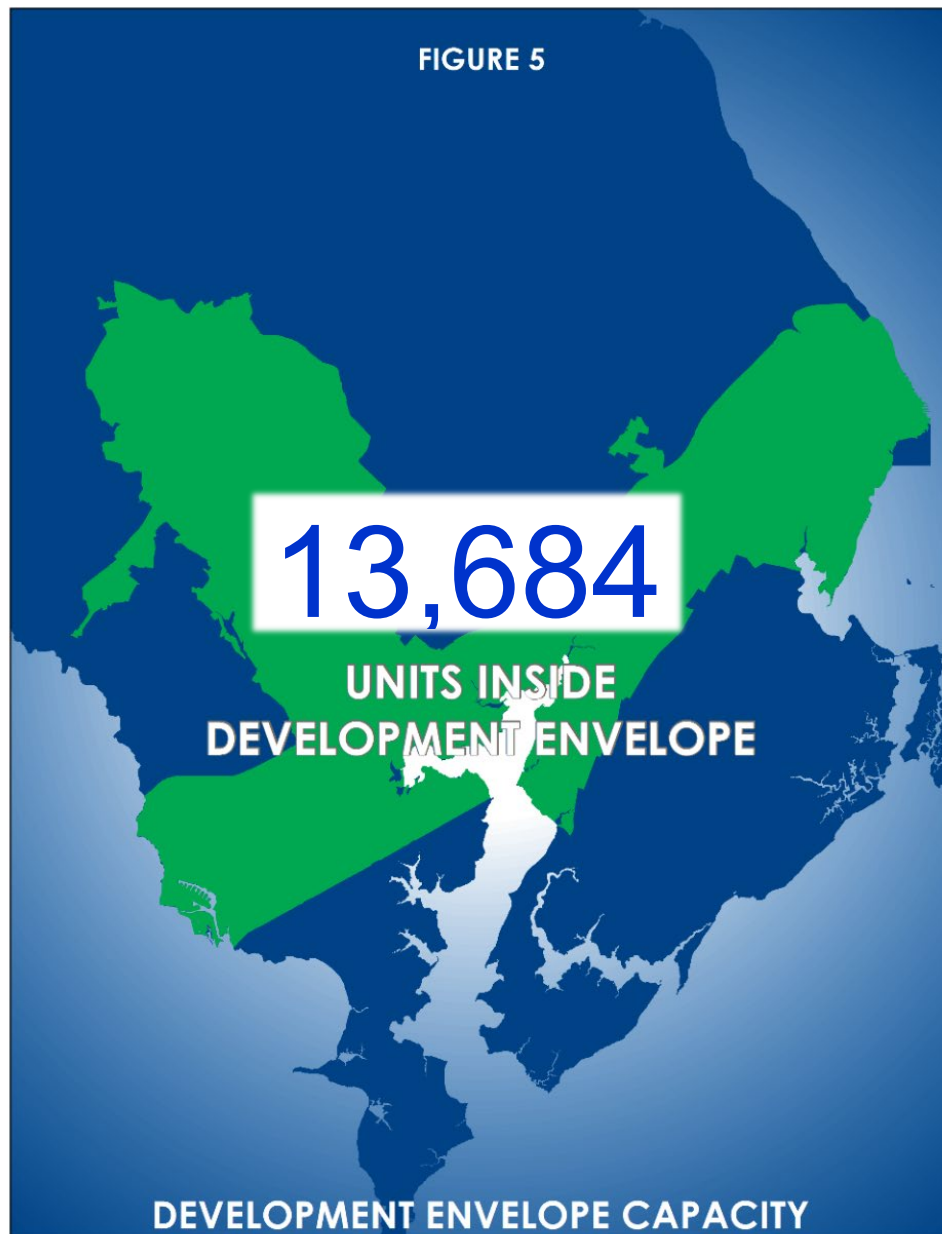 FIGURE 5
13,684
UNITS INSIDE
DEVELOPMENT ENVELOPE
DEVELOPMENT ENVELOPE CAPACITY